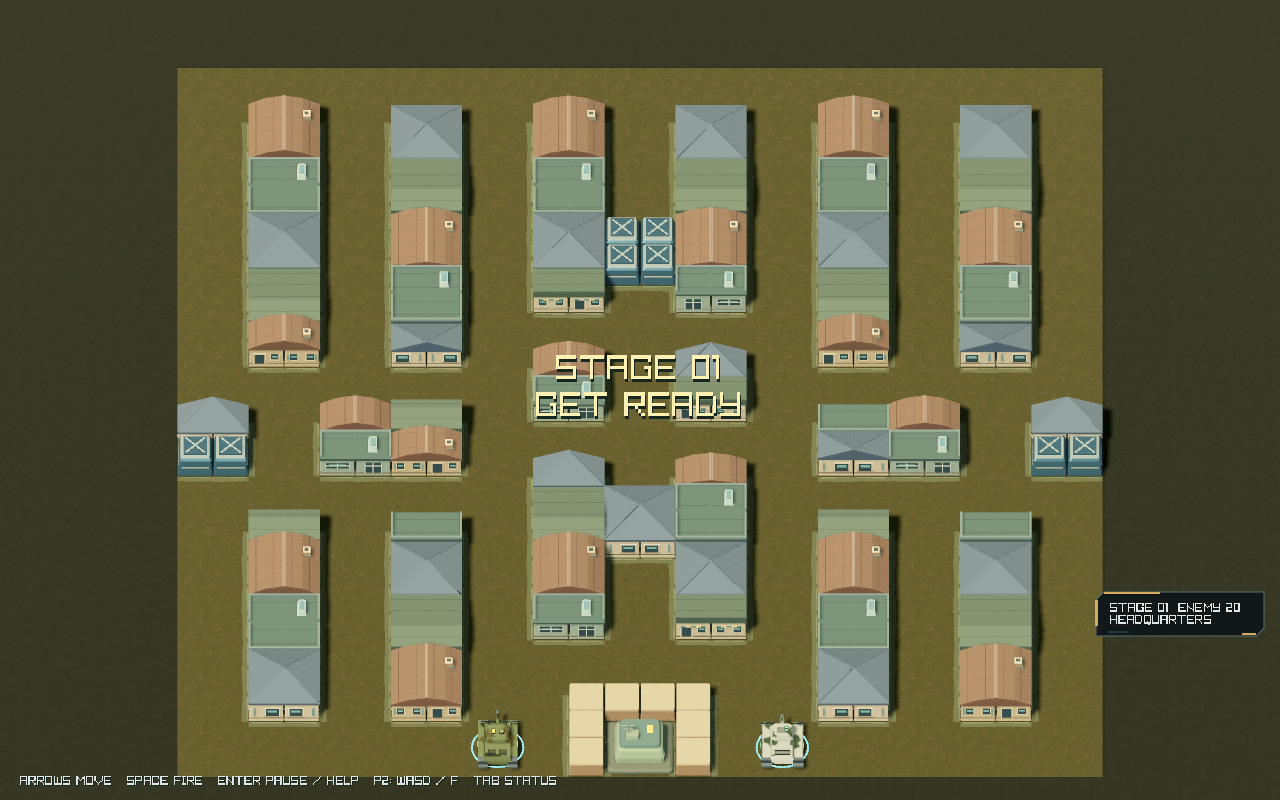 STAGE 01
GET READY
STAGE 01 ENEMY 20
HEADQUARTERS
ARROWS MOVE SPACE FIRE ENTER PAUSE / HELP P2: WASD / F TAB STATUS